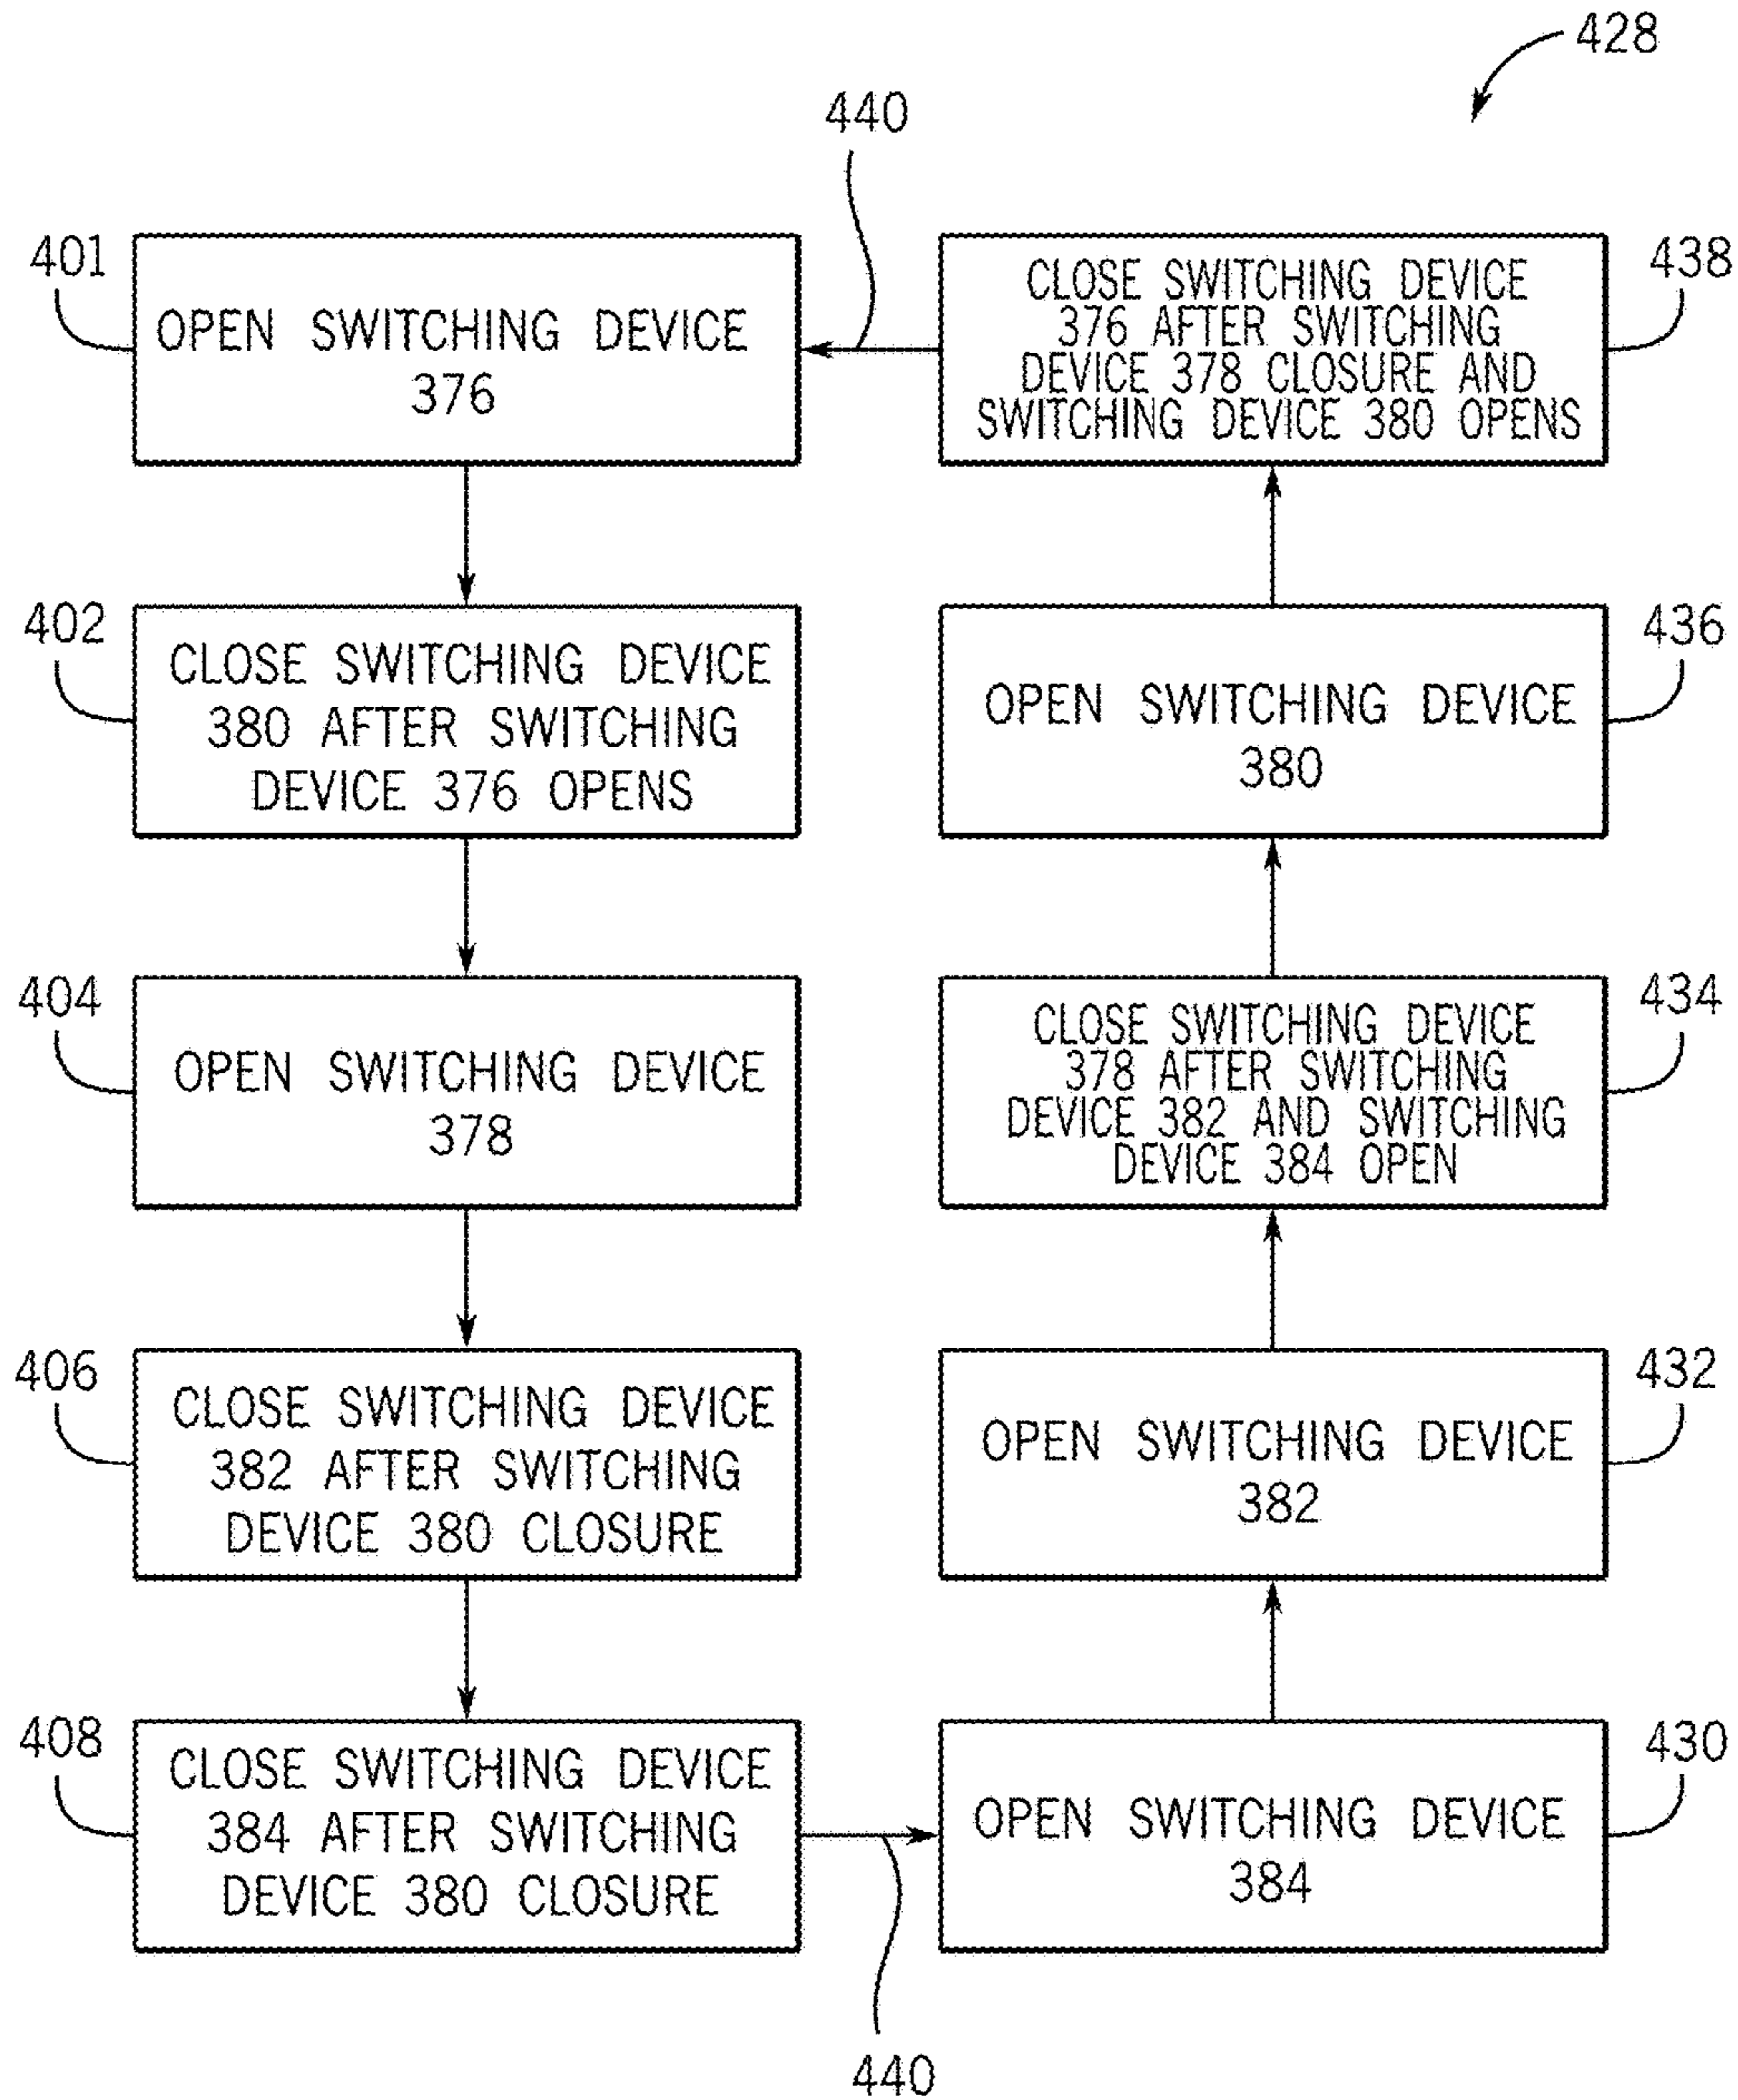 428
440
401
OPEN SWITCHING DEVICE
376
402
CLOSE SWITCHING DEVICE
380 AFTER SWITCHING
DEVICE 376 OPENS
404
OPEN SWITCHING DEVICE
378
406
CLOSE SWITCHING DEVICE
382 AFTER SWITCHING
DEVICE 380 CLOSURE
408
CLOSE SWITCHING DEVICE
384 AFTER SWITCHING
DEVICE 380 CLOSURE
440
430
OPEN SWITCHING DEVICE
384
432
OPEN SWITCHING DEVICE
382
434
CLOSE SWITCHING DEVICE
378 AFTER SWITCHING
DEVICE 382 AND SWITCHING
DEVICE 384 OPEN
436
OPEN SWITCHING DEVICE
380
438
CLOSE SWITCHING DEVICE
376 AFTER SWITCHING
DEVICE 378 CLOSURE AND
SWITCHING DEVICE 380 OPENS